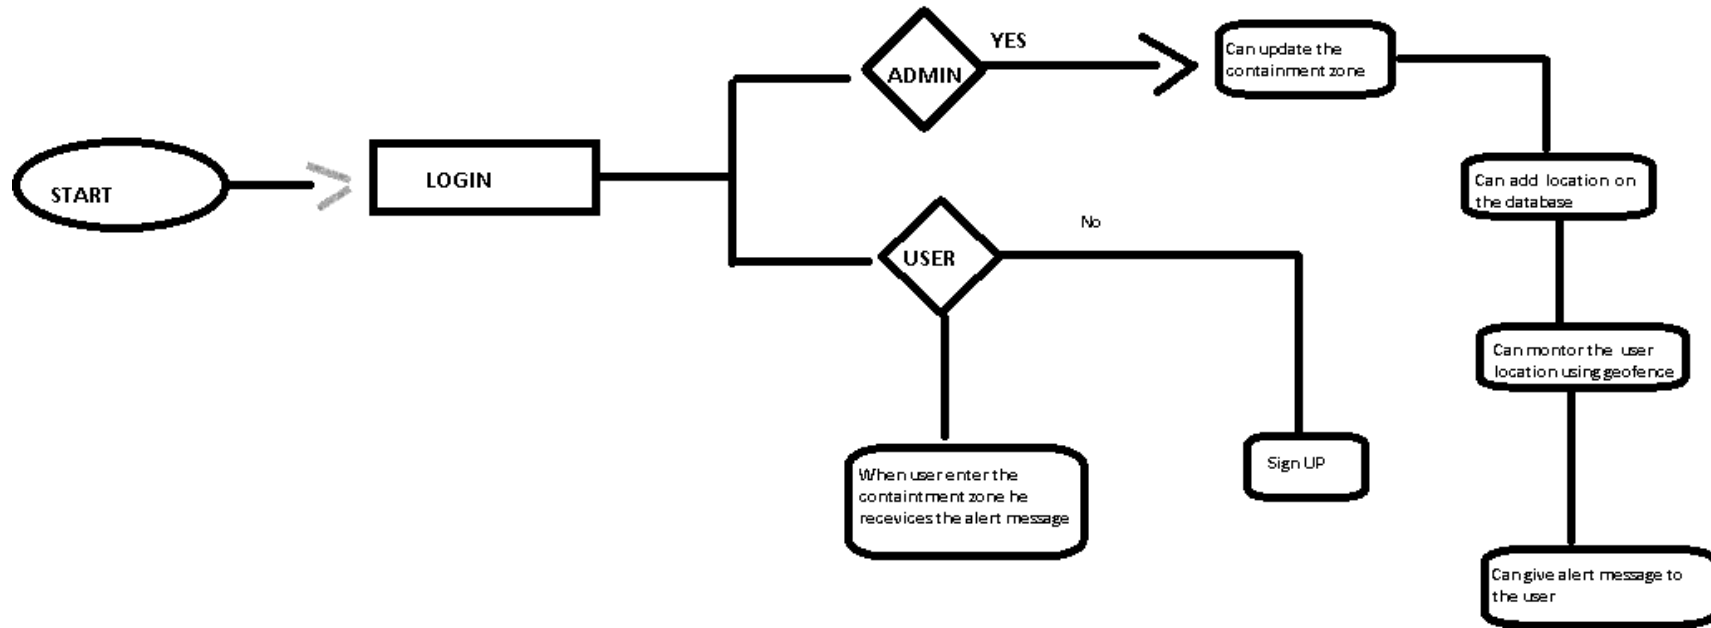 YES
ADMIN
Can update the
containment zone
START
LOGIN
Can add location on
the database
No
USER
Can montor the user
location using geofence
When user enter the
containtment zone he
recevices the alert message
Sign UP
Can give alert message to
the user